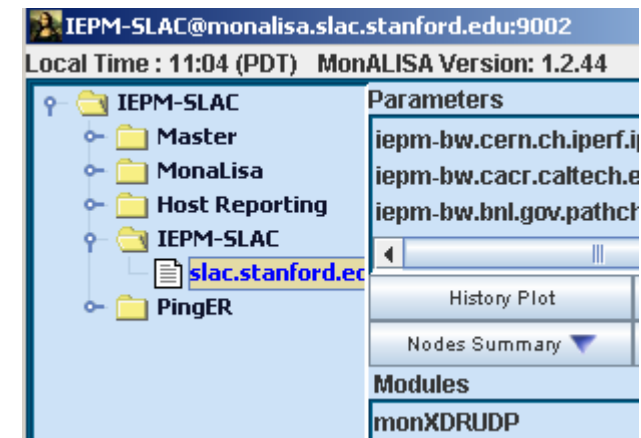 IEPM-SLAC@monalisa.slac.stanford.edu:9002
Local Time : 11:04 (PDT) MonALISA Version: 1.2.44
IEPM-SLAC
Master
MonaLisa
Host Reporting
IEPM-SLAC
slac.stanford.ec
PingER
Parameters
iepm-bw.cern.ch.iperf.i
iepm-bw.cacr.caltech.e
iepm-bw.bnl.gov.pathch
History Plot
Nodes Summary
Modules
monXDRUDP